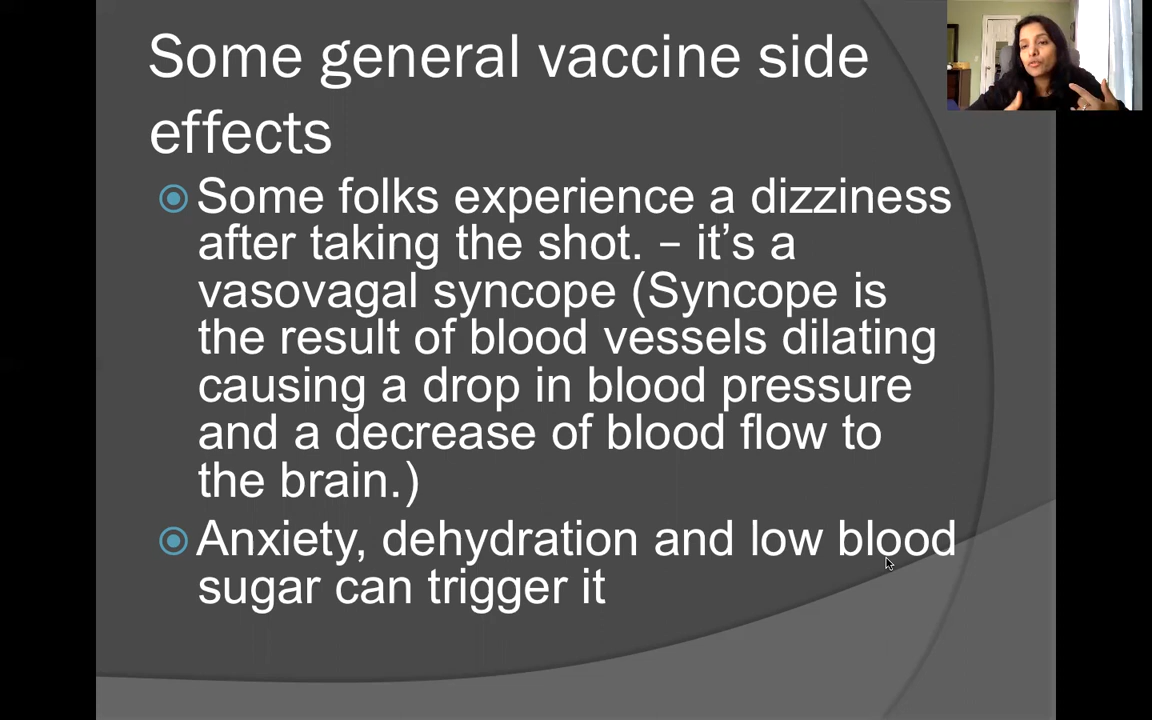 Some general vaccine side
effects
Some folks experience a dizziness
after taking the shot. – it’s a
vasovagal syncope (Syncope is
the result of blood vessels dilating
causing a drop in blood pressure
and a decrease of blood flow to
the brain.)
Anxiety, dehydration and low blood
sugar can trigger it